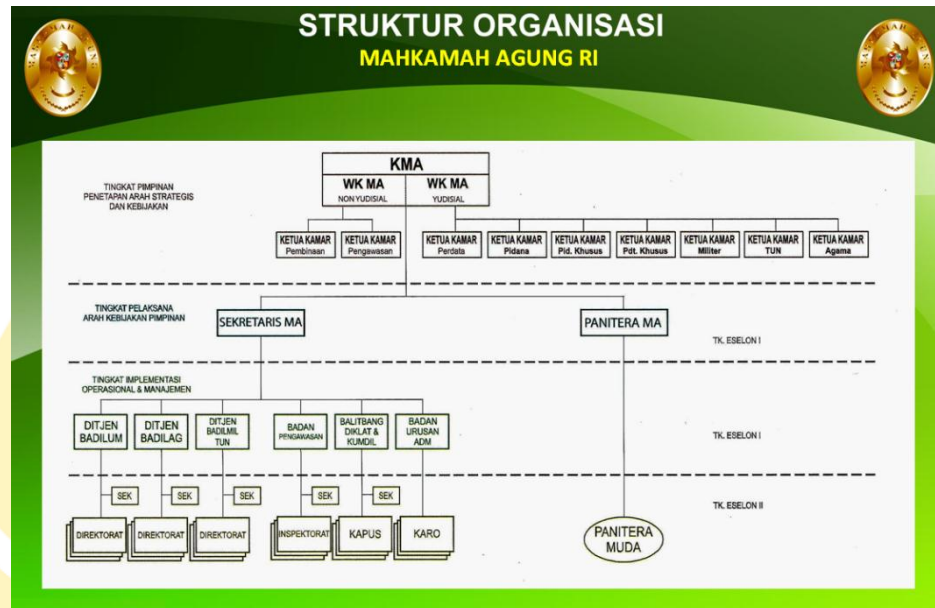 STRUKTUR ORGANISASI
MAHKAMAH AGUNG RI
KMA
WK MA
NON YUDISIAL
WK MA
YUDISIAL
TINGKAT PIMPINAN
PENETAPAN ARAH STRATEGIS
DAN KEBIJAKAN
KETUA KAMAR
Pembinaan
KETUA KAMAR
Pengawasan
KETUA KAMAR
Perdata
KETUA KAMAR
Pidana
KETUA KAMAR
Pid. Khusus
KETUA KAMAR
Pdt. Khusus
KETUA KAMAR
Militer
KETUA KAMAR
TUN
KETUA KAMAR
Agama
TINGKAT PELAKSANA
ARAH KEBIJAKAN PIMPINAN
SEKRETARIS MA
PANITERA MA
TK. ESELON I
TINGKAT IMPLEMENTASI
OPERASIONAL & MANAJEMEN
DITJEN
BADILUM
DITJEN
BADILAG
DITJEN
BADILMIL
TUN
BADAN
PENGAWASAN
BALITBANG
DIKLAT &
KUMDIL
BADAN
URUSAN
ADM
TK. ESELON I
SEK
SEK
SEK
SEK
SEK
TK. ESELON II
DIREKTORAT
DIREKTORAT
DIREKTORAT
INSPEKTORAT
KAPUS
KARO
PANITERA
MUDA